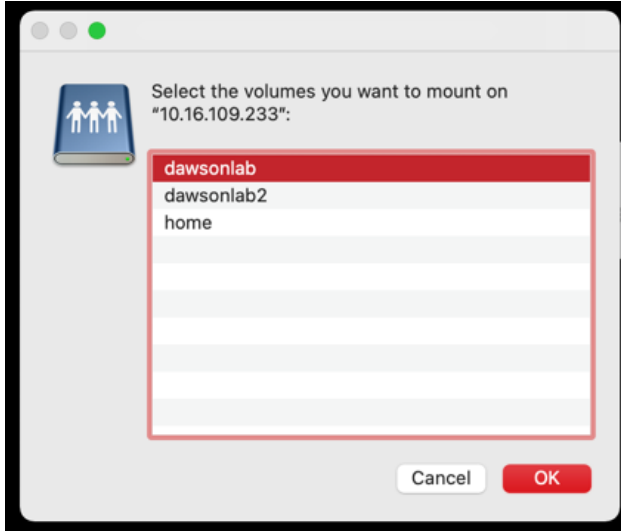 Select the volumes you want to mount on
“10.16.109.233”:
dawsonlab
dawsonlab2
home
Cancel
OK